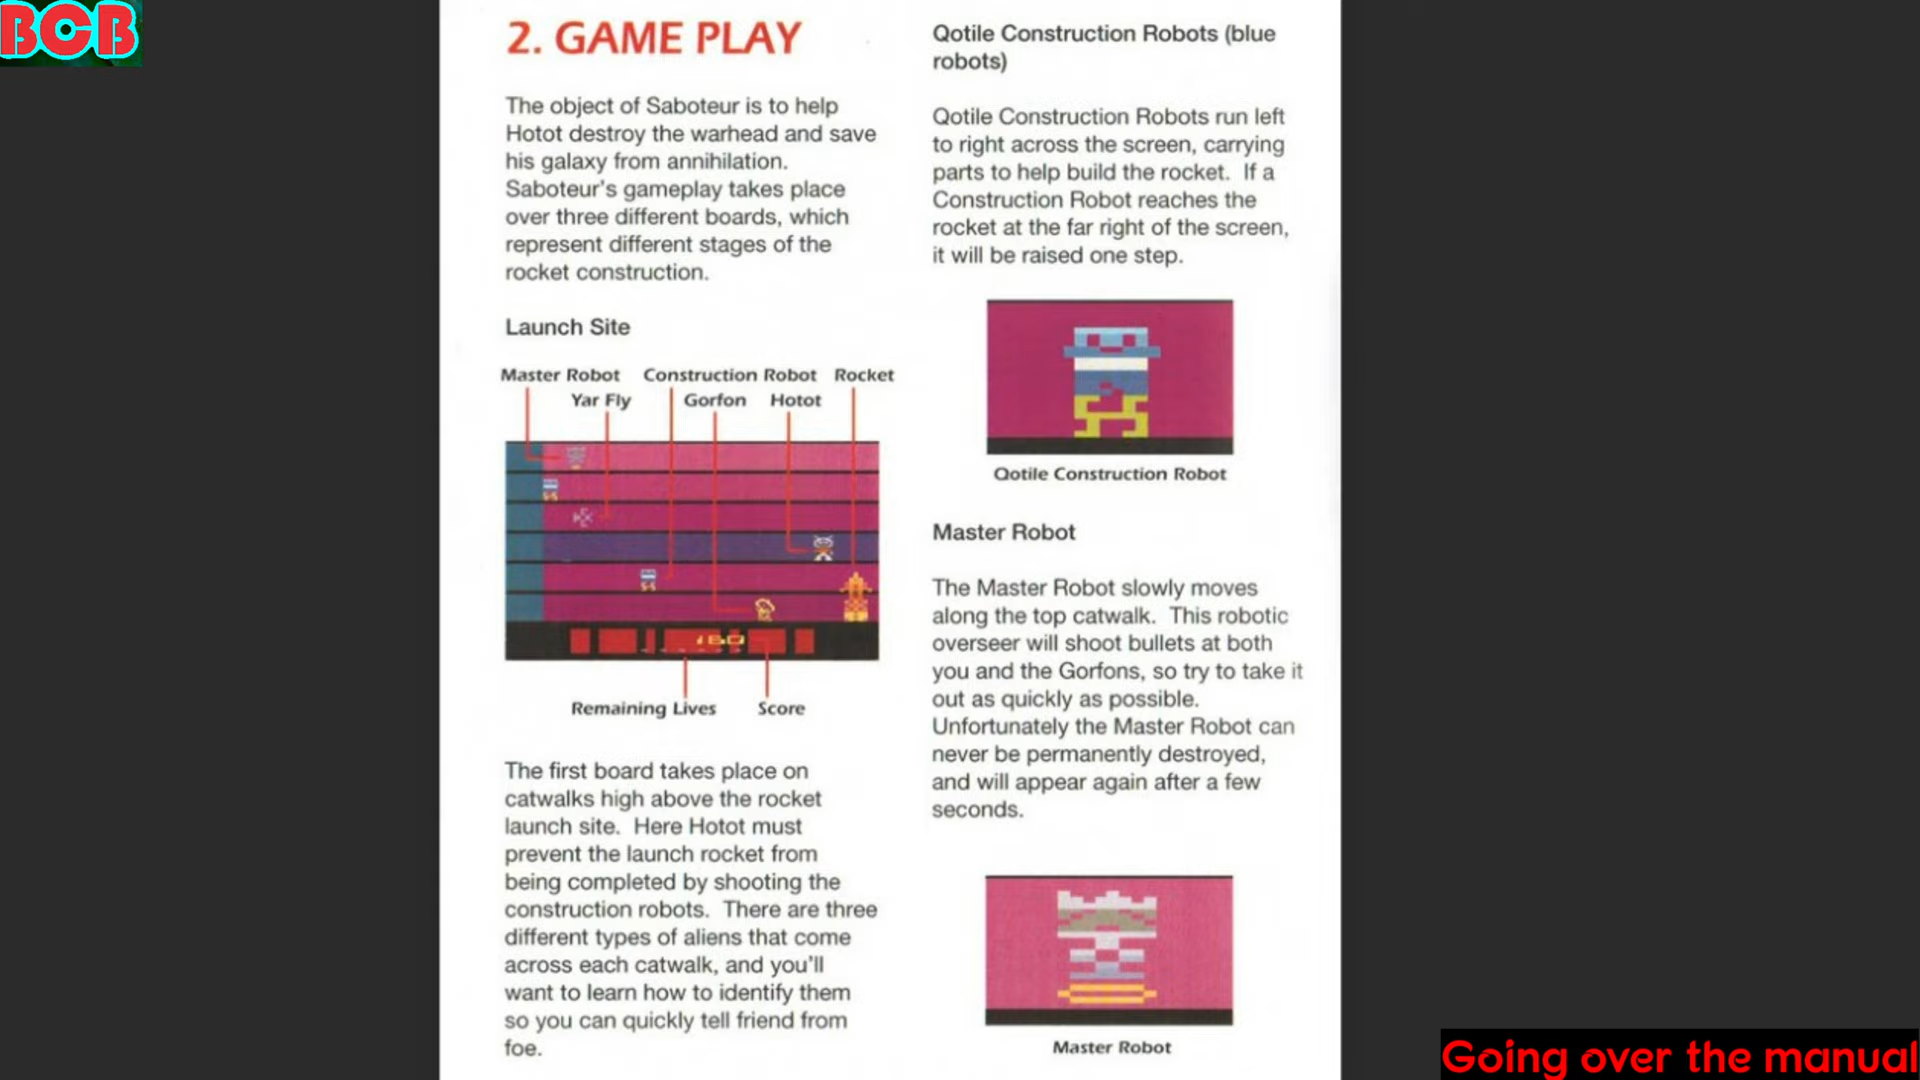 BCB
2. GAME PLAY
The object of Saboteur is to help
Hotot destroy the warhead and save
his galaxy from annihilation.
Saboteur's gameplay takes place
over three different boards, which
represent different stages of the
rocket construction.
Launch Site
Master Robot Construction Robot Rocket
Yar Fly Gorfon Hotot
160
Remaining Lives Score
The first board takes place on
catwalks high above the rocket
launch site. Here Hotot must
prevent the launch rocket from
being completed by shooting the
construction robots. There are three
different types of aliens that come
across each catwalk, and you'll
want to learn how to identify them
so you can quickly tell friend from
foe.
Qotile Construction Robots (blue
robots)
Qotile Construction Robots run left
to right across the screen, carrying
parts to help build the rocket. If a
Construction Robot reaches the
rocket at the far right of the screen,
it will be raised one step.
Qotile Construction Robot
Master Robot
The Master Robot slowly moves
along the top catwalk. This robotic
overseer will shoot bullets at both
you and the Gorfons, so try to take it
out as quickly as possible.
Unfortunately the Master Robot can
never be permanently destroyed,
and will appear again after a few
seconds.
Master Robot
Going over the manual